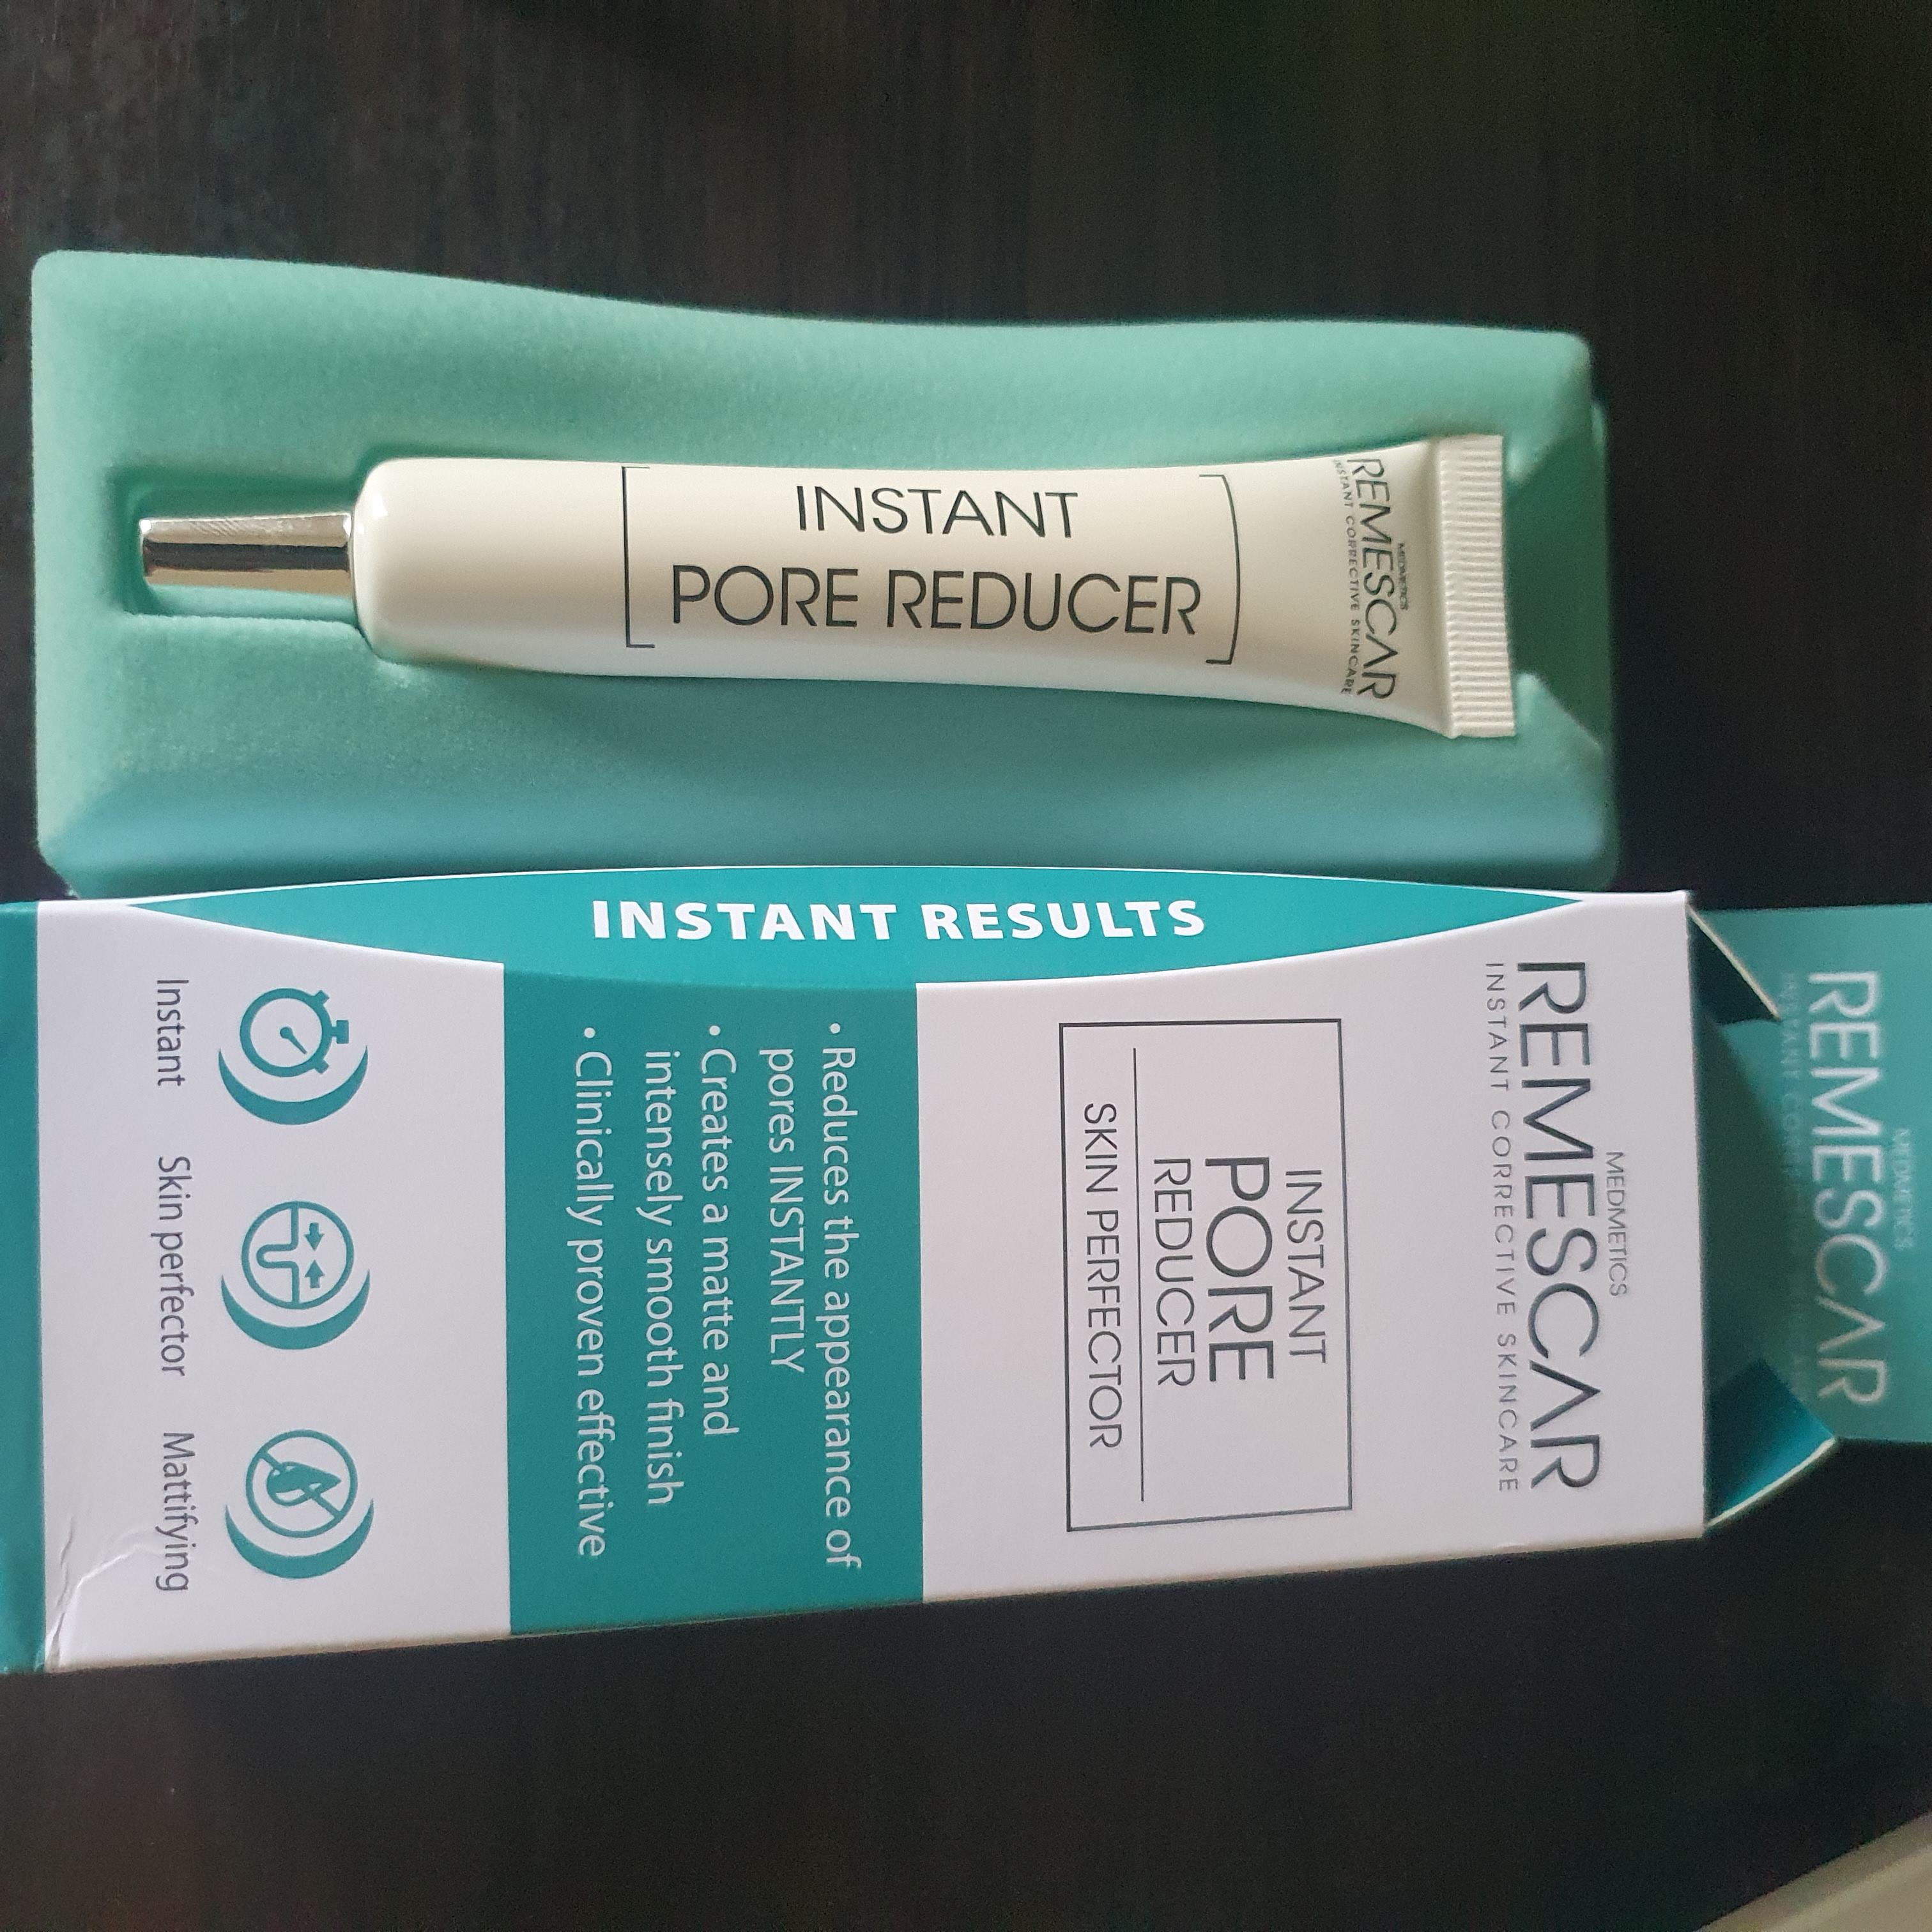 INSTANT
PORE REDUCER
MEDMETICS
REMESCAR
INSTANT CORRECTIVE SKINCARE
INSTANT RESULTS
MEDMETICS
REMESCAR
INSTANT CORRECTIVE SKINCARE
INSTANT
PORE
REDUCER
SKIN PERFECTOR
• Reduces the appearance of
pores INSTANTLY
• Creates a matte and
intensely smooth finish
• Clinically proven effective
Instant
Skin perfector
Mattifying
MEDMETICS
REMESCAR
INSTANT